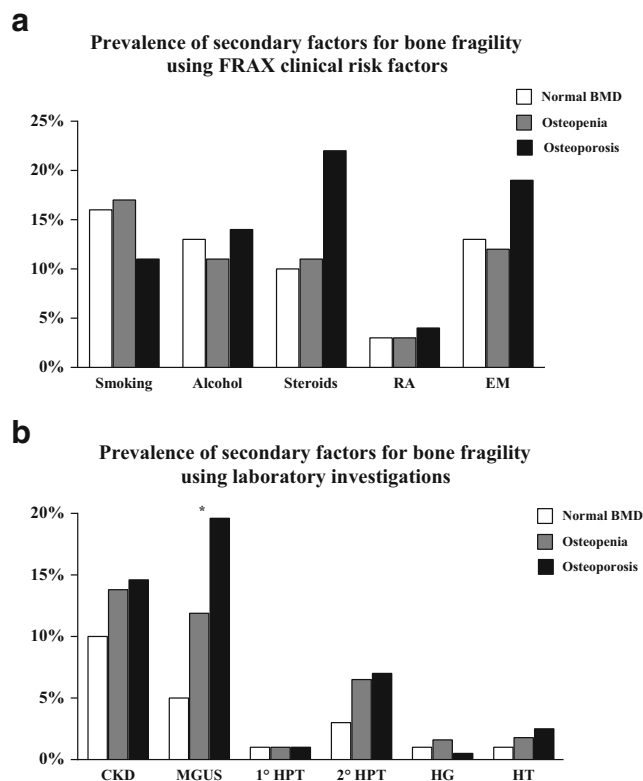 a
Prevalence of secondary factors for bone fragility
using FRAX clinical risk factors
Normal BMD
Osteopenia
Osteoporosis
25%
20%
15%
10%
5%
0%
Smoking Alcohol Steroids RA EM
b
Prevalence of secondary factors for bone fragility
using laboratory investigations
Normal BMD
Osteopenia
Osteoporosis
20%
*
15%
10%
5%
0%
CKD MGUS 1° HPT 2° HPT HG HT